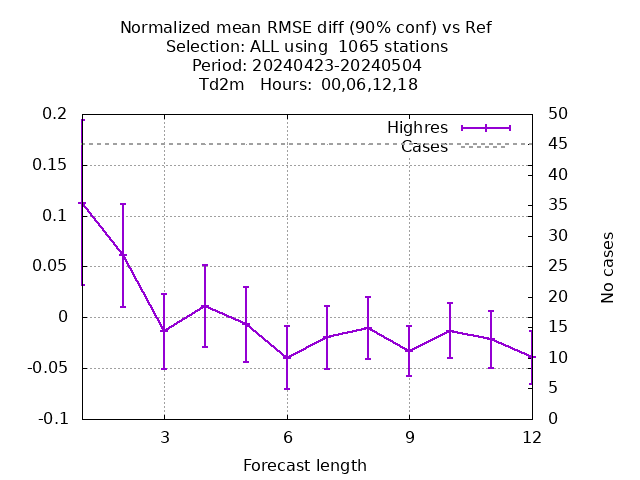 Normalized mean RMSE diff (90% conf) vs Ref
Selection: ALL using  1065 stations
Period: 20240423-20240504
Td2m   Hours:  00,06,12,18
0.2
0.15
0.1
0.05
0
-0.05
-0.1
Highres
Cases
50
45
40
35
30
25
20
15
10
5
0
No cases
3
6
9
12
Forecast length